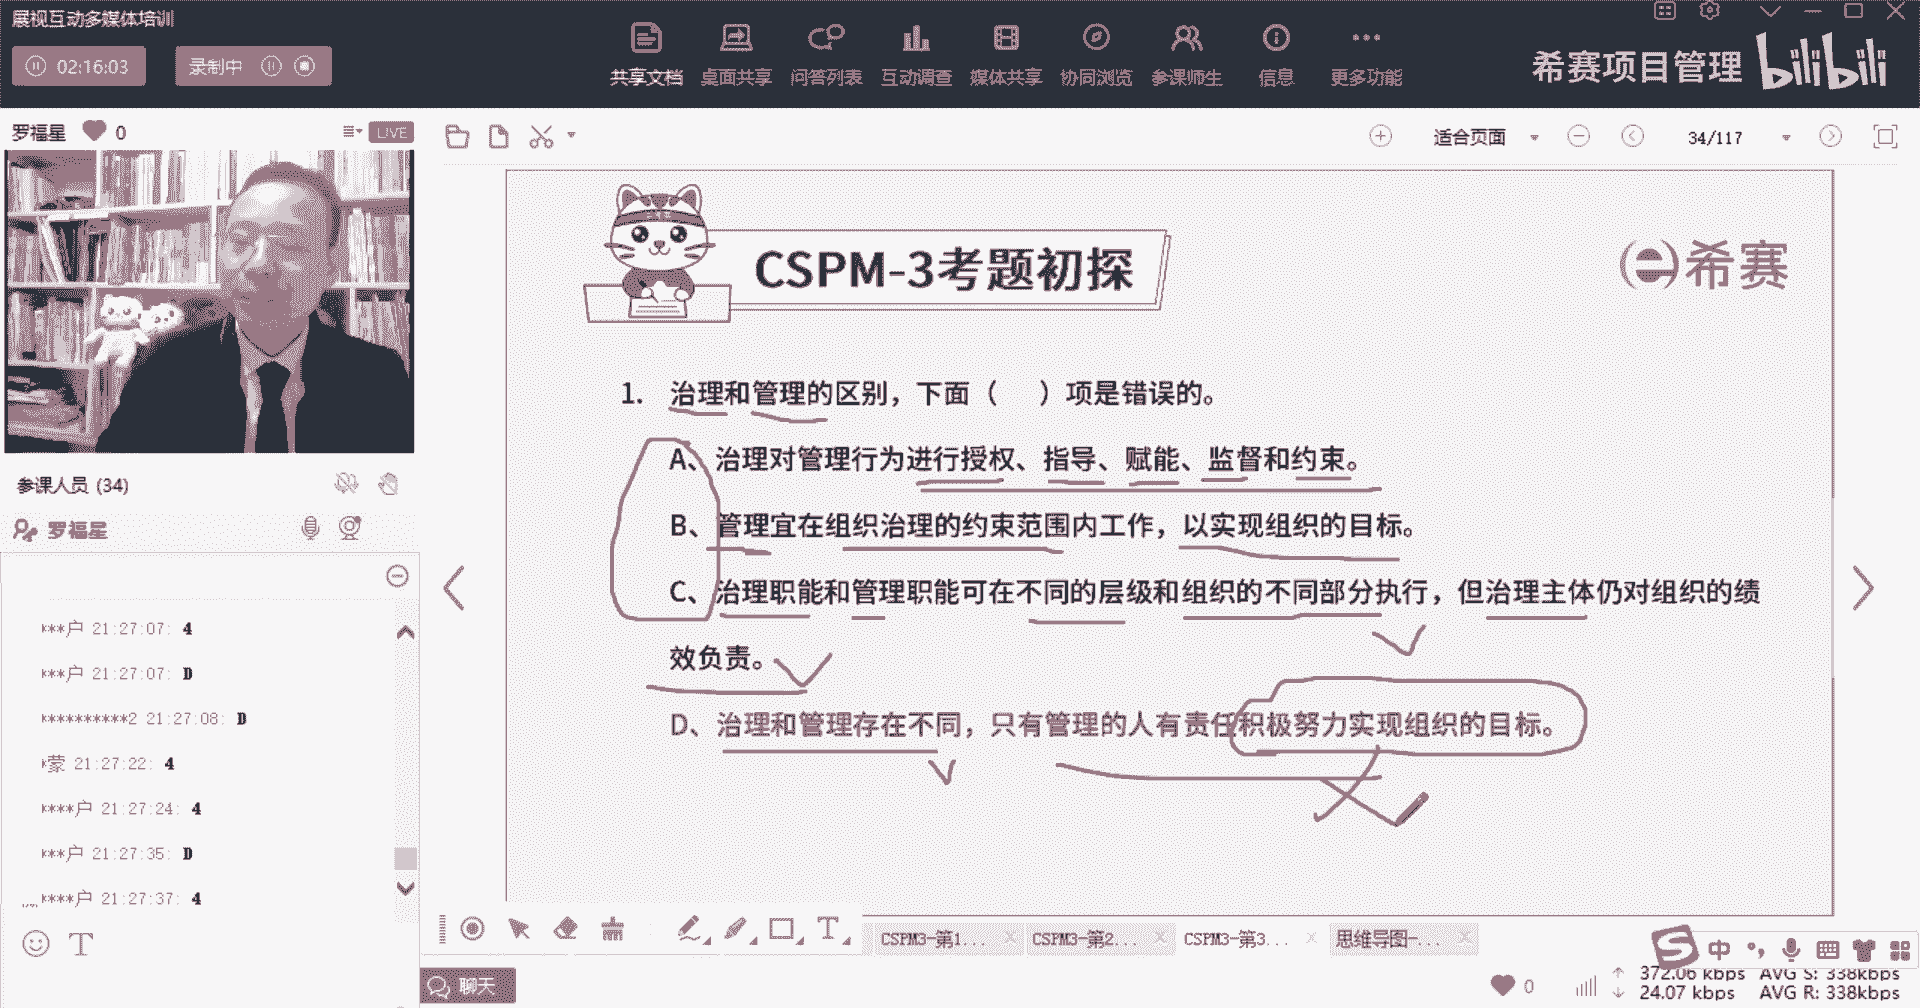 展视互动多媒体培训
02:16:03
录制中
共享文档 桌面共享 问答列表 互动调查 媒体共享 协同浏览 参课师生 信息 更多功能
希赛项目管理 bilibili
罗福星 0 LIVE
适合页面 34/117
CSPM-3考题初探
希赛
1. 治理和管理的区别，下面（ ）项是错误的。
A、治理对管理行为进行授权、指导、赋能、监督和约束。
B、管理宜在组织治理的约束范围内工作，以实现组织的目标。
C、治理职能和管理职能可在不同的层级和组织的不同部分执行，但治理主体仍对组织的绩
效负责。
D、治理和管理存在不同，只有管理的人有责任积极努力实现组织的目标。
参课人员 (34)
罗福星
***户 21:27:07: 4
***户 21:27:07: D
**********2 21:27:08: D
*蒙 21:27:22: 4
****户 21:27:24: 4
***户 21:27:35: D
****户 21:27:37: 4
T
T
CSPM3-第1... CSPM3-第2... CSPM3-第3... 思维导图-...
S 中
聊天
0
372.06 kbps AVG S: 338kbps
24.07 kbps AVG R: 338kbps